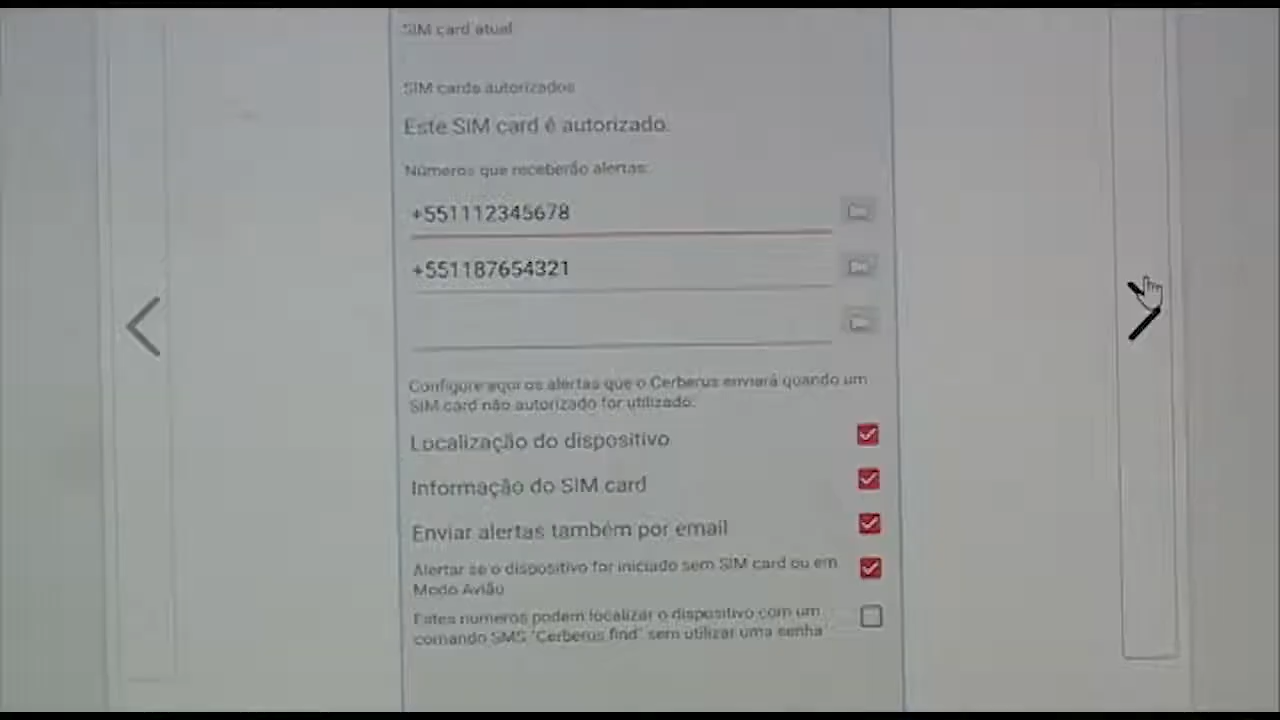 SIM card atual
SIM cards autorizados
Este SIM card é autorizado.
Números que receberão alertas:
+551112345678
+551187654321
Configure aqui os alertas que o Cerberus enviará quando um
SIM card não autorizado for utilizado:
Localização do dispositivo
Informação do SIM card
Enviar alertas também por email
Alertar se o dispositivo for iniciado sem SIM card ou em
Modo Avião
Estes números podem localizar o dispositivo com um
comando SMS "Cerberus find" sem utilizar uma senha